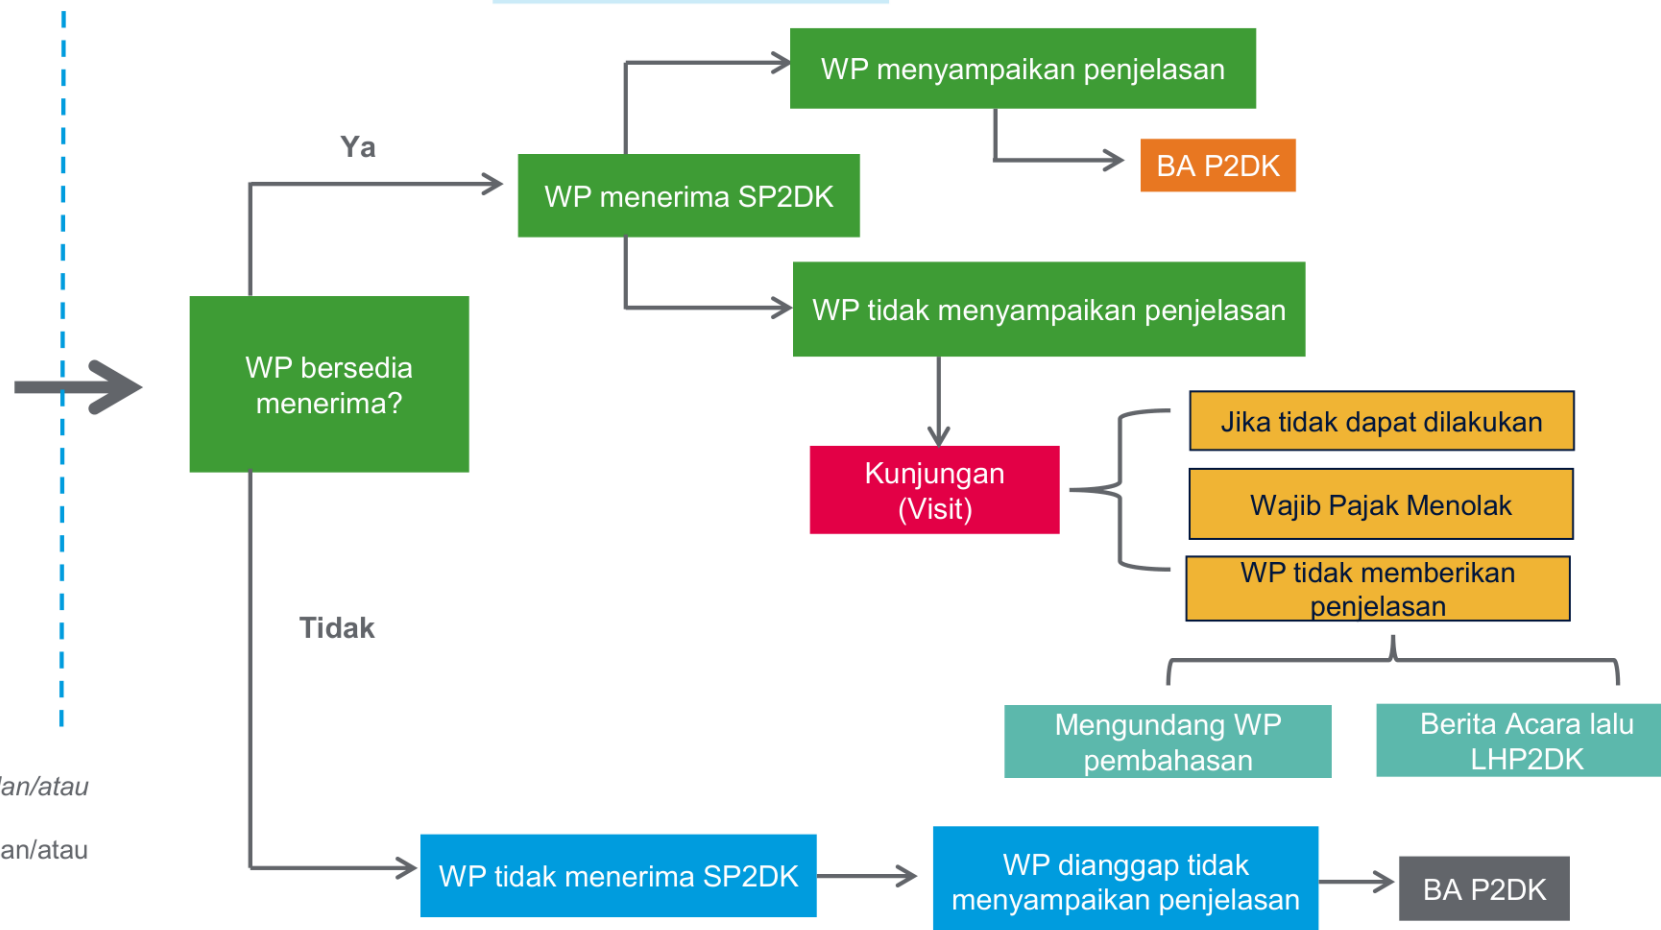 WP menyampaikan penjelasan
Ya
BA P2DK
WP menerima SP2DK
WP tidak menyampaikan penjelasan
WP bersedia
menerima?
Jika tidak dapat dilakukan
Kunjungan
(Visit)
Wajib Pajak Menolak
WP tidak memberikan
penjelasan
Tidak
Mengundang WP
pembahasan
Berita Acara lalu
LHP2DK
lan/atau
an/atau
WP tidak menerima SP2DK
WP dianggap tidak
menyampaikan penjelasan
BA P2DK